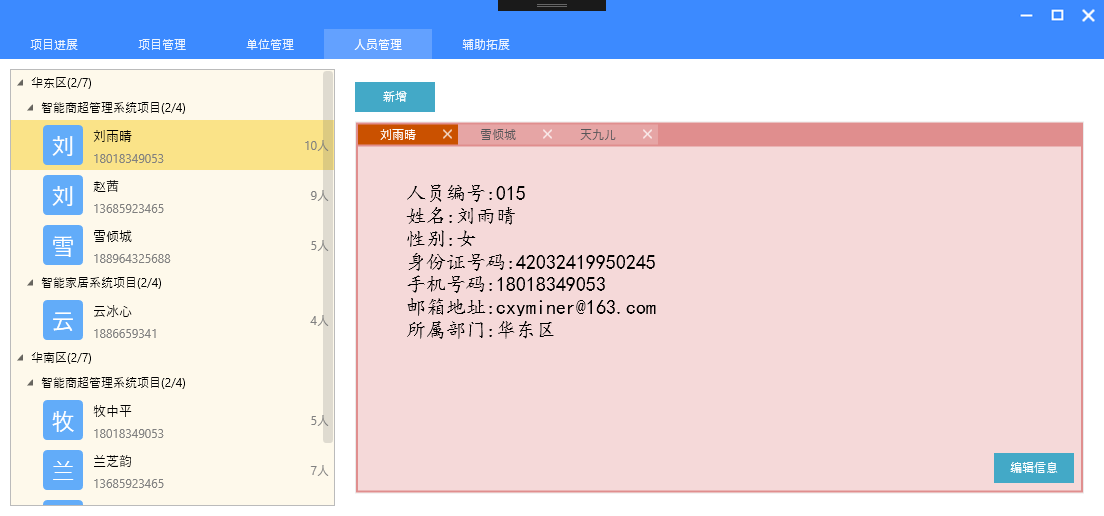 项目进展 项目管理 单位管理 人员管理 辅助拓展
华东区(2/7)
智能商超管理系统项目(2/4)
刘
刘雨晴
10人
18018349053
刘
赵茜
9人
13685923465
雪
雪倾城
5人
188964325688
智能家居系统项目(2/4)
云
云冰心
4人
1886659341
华南区(2/7)
智能商超管理系统项目(2/4)
牧
牧中平
5人
18018349053
兰
兰芝韵
7人
13685923465
新增
刘雨晴 雪倾城 天九儿
人员编号:015
姓名:刘雨晴
性别:女
身份证号码:42032419950245
手机号码:18018349053
邮箱地址:cxyminer@163.com
所属部门:华东区
编辑信息